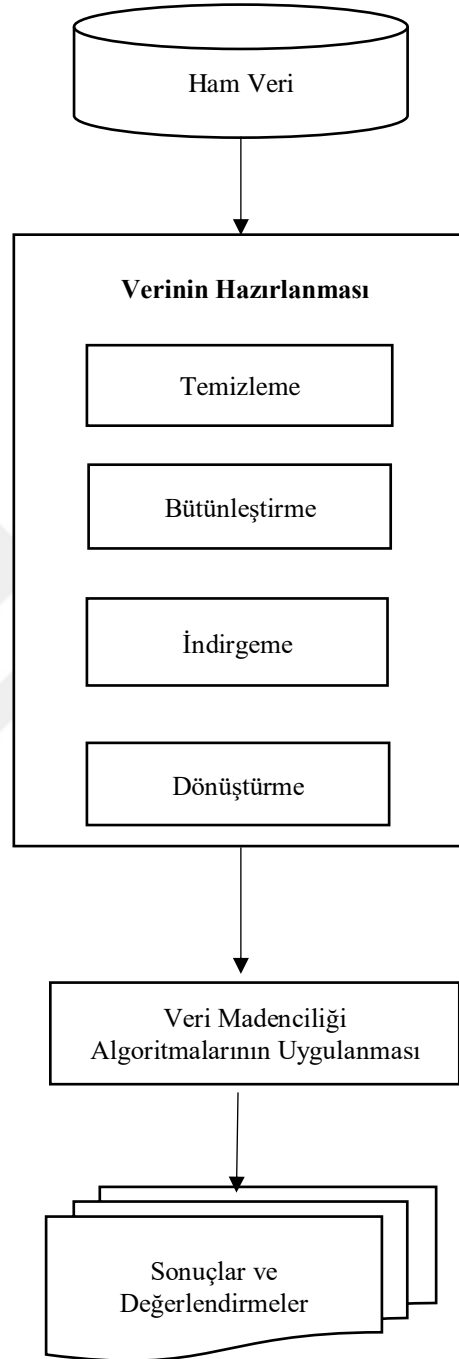 Ham Veri
Verinin Hazırlanması
Temizleme
Bütünleştirme
İndirgeme
Dönüştürme
Veri Madenciliği
Algoritmalarının Uygulanması
Sonuçlar ve
Değerlendirmeler